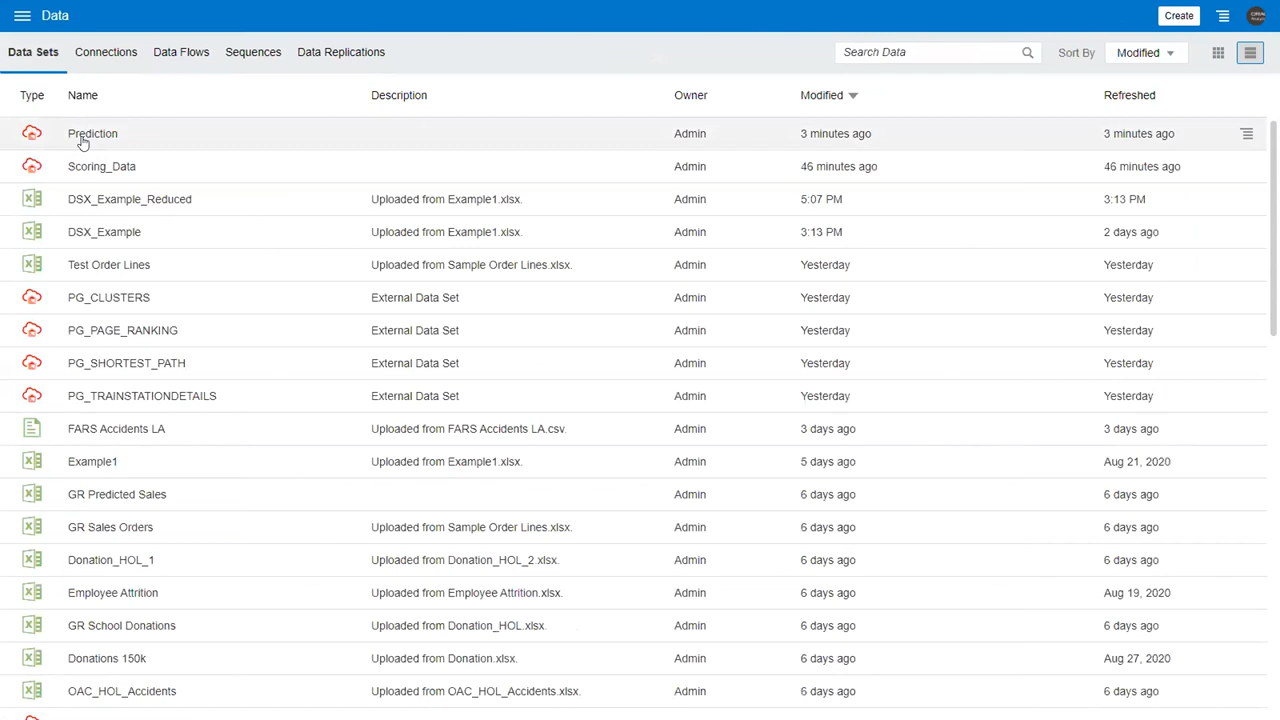 Data Create
Data Sets Connections Data Flows Sequences Data Replications Search Data Sort By Modified
Type Name Description Owner Modified Refreshed
Prediction Admin 3 minutes ago 3 minutes ago
Scoring_Data Admin 46 minutes ago 46 minutes ago
DSX_Example_Reduced Uploaded from Example1.xlsx. Admin 5:07 PM 3:13 PM
DSX_Example Uploaded from Example1.xlsx. Admin 3:13 PM 2 days ago
Test Order Lines Uploaded from Sample Order Lines.xlsx. Admin Yesterday Yesterday
PG_CLUSTERS External Data Set Admin Yesterday Yesterday
PG_PAGE_RANKING External Data Set Admin Yesterday Yesterday
PG_SHORTEST_PATH External Data Set Admin Yesterday Yesterday
PG_TRAINSTATIONDETAILS External Data Set Admin Yesterday Yesterday
FARS Accidents LA Uploaded from FARS Accidents LA.csv. Admin 3 days ago 3 days ago
Example1 Uploaded from Example1.xlsx. Admin 5 days ago Aug 21, 2020
GR Predicted Sales Admin 6 days ago 6 days ago
GR Sales Orders Uploaded from Sample Order Lines.xlsx. Admin 6 days ago 6 days ago
Donation_HOL_1 Uploaded from Donation_HOL_2.xlsx. Admin 6 days ago 6 days ago
Employee Attrition Uploaded from Employee Attrition.xlsx. Admin 6 days ago Aug 19, 2020
GR School Donations Uploaded from Donation_HOL.xlsx. Admin 6 days ago 6 days ago
Donations 150k Uploaded from Donation.xlsx. Admin 6 days ago Aug 27, 2020
OAC_HOL_Accidents Uploaded from OAC_HOL_Accidents.xlsx. Admin 6 days ago 6 days ago